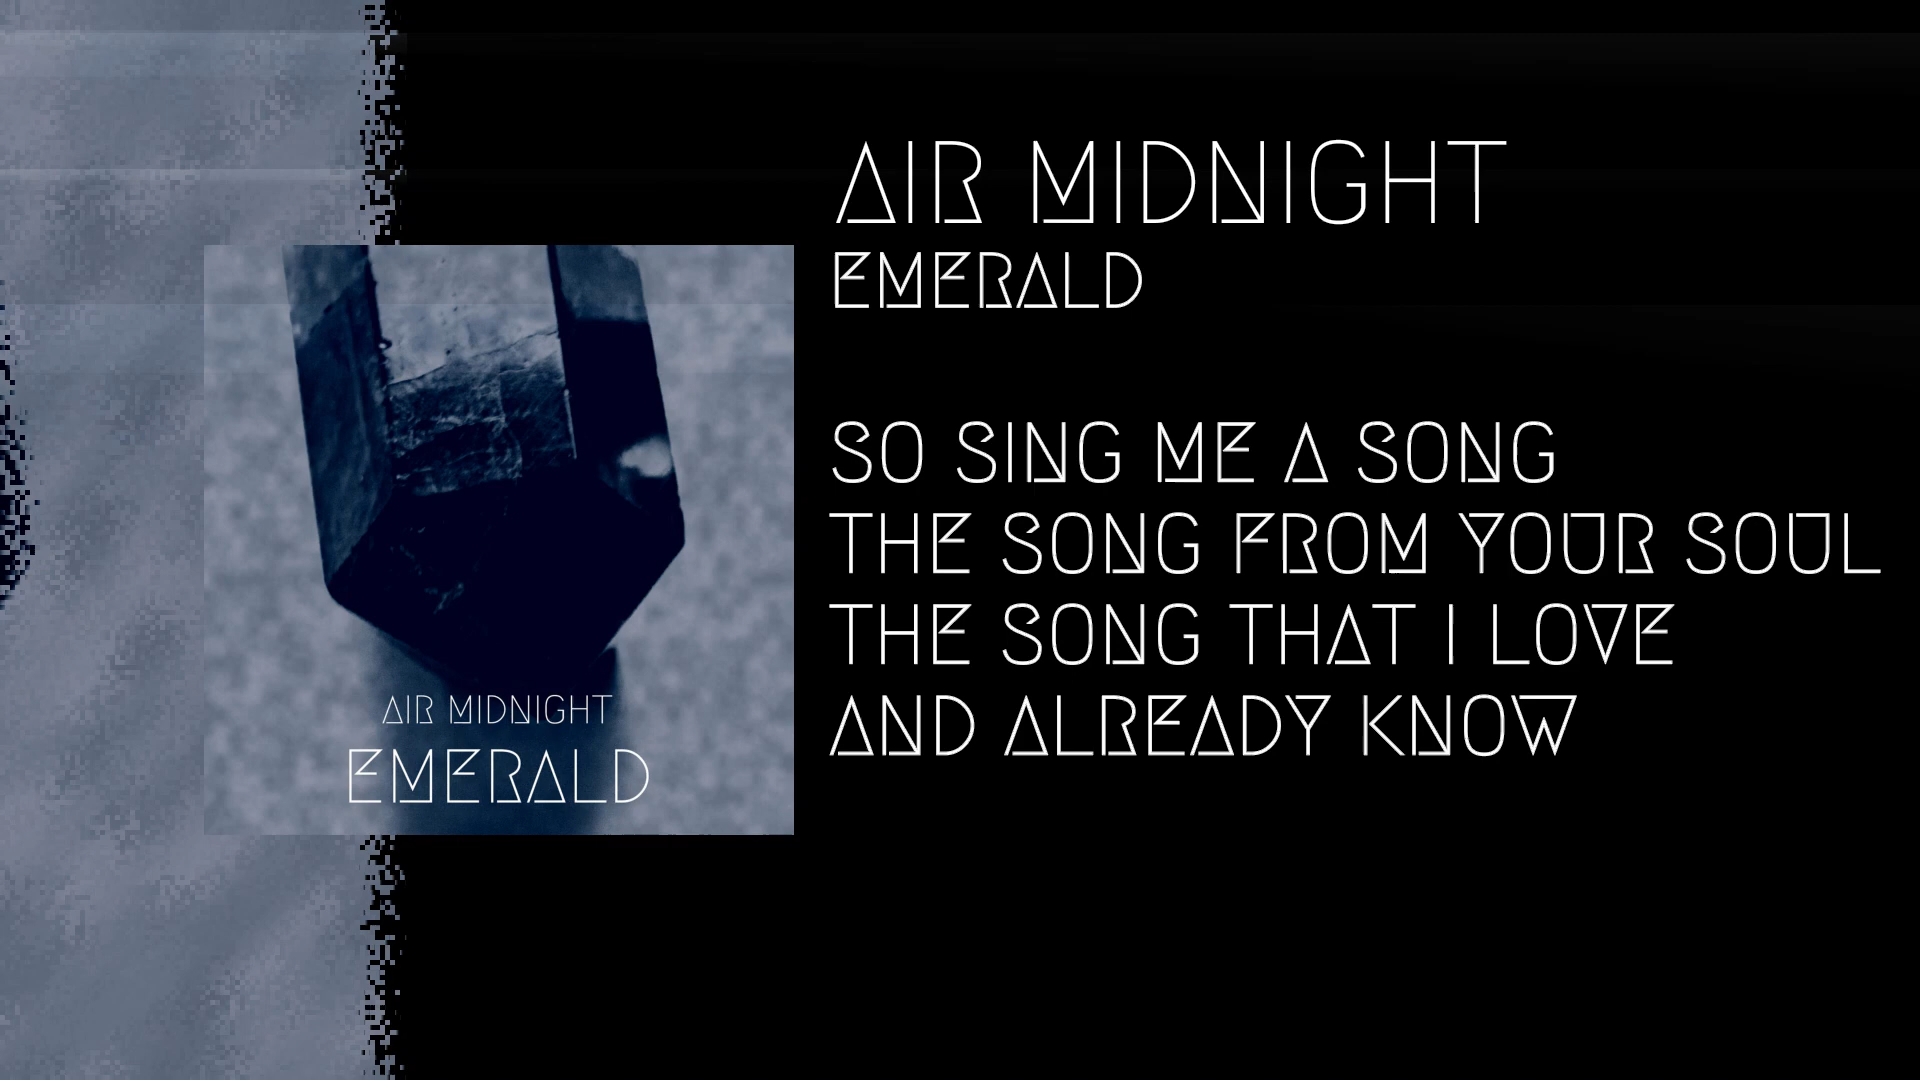 AIR MIDNIGHT
EMERALD
SO SING ME A SONG
THE SONG FROM YOUR SOUL
THE SONG THAT I LOVE
AND ALREADY KNOW
AIR MIDNIGHT
EMERALD